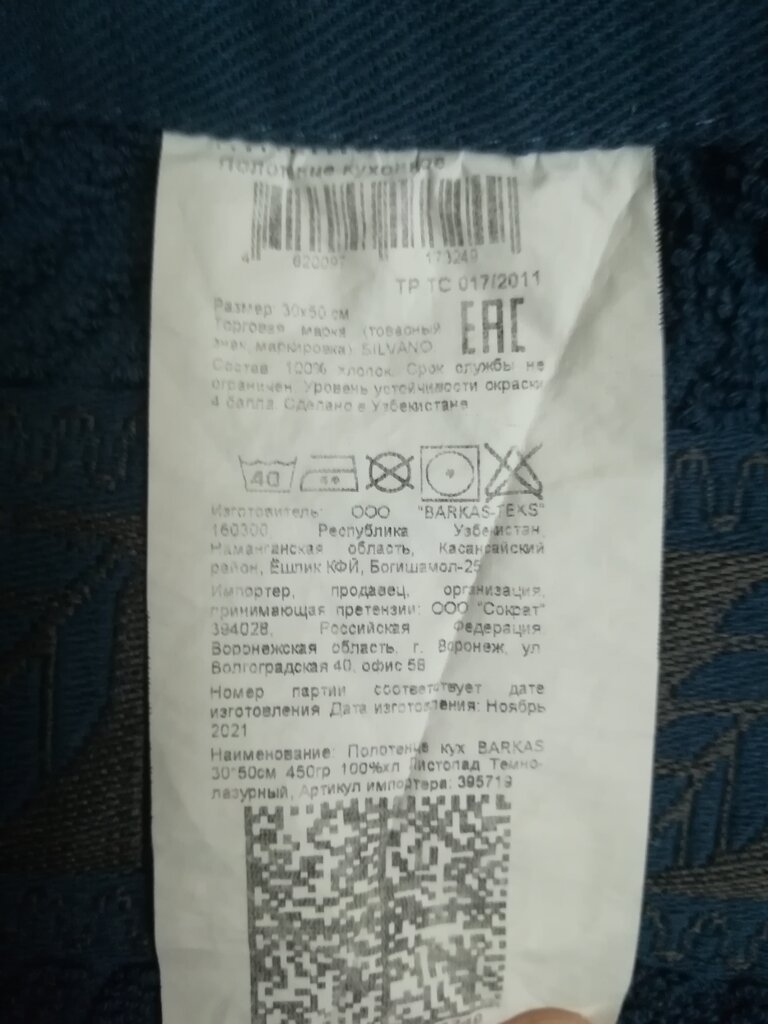 Полотенце кухонное
4 620097 173249
ТР ТС 017/2011
EAC
Размер: 30х50 см
Торговая марка (товарный
знак, маркировка): SILVANO
Состав: 100% хлопок. Срок службы не
ограничен. Уровень устойчивости окраски
4 балла. Сделано в Узбекистане
40
Изготовитель: ООО "BARKAS-TEKS"
160300, Республика Узбекистан,
Наманганская область, Касансайский
район, Ёшлик КФЙ, Богишамол-25
Импортер, продавец, организация,
принимающая претензии: ООО "Сократ"
394028, Российская Федерация
Воронежская область. г. Воронеж, ул
Волгоградская 40, офис 58
Номер партии соответствует дате
изготовления Дата изготовления: Ноябрь
2021
Наименование: Полотенце кух BARKAS
30*50см 450гр 100%хл Листопад Темно-
лазурный, Артикул импортера: 395719